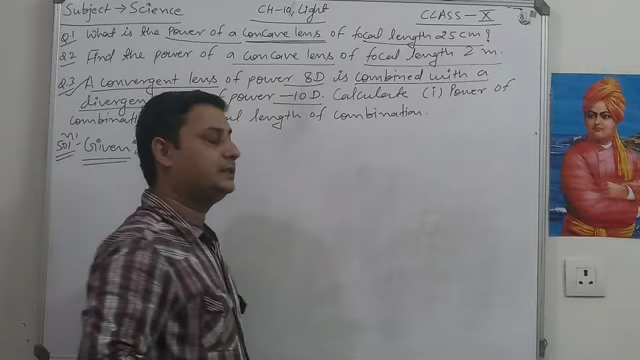 Subject → Science CH-10, Light CLASS - X
Q.1 What is the power of a concave lens of focal length 25 cm?
Q.2 Find the power of a concave lens of focal length 2 m.
Q.3 A convergent lens of power 8D is combined with a
divergent of power -10D. Calculate (i) Power of
combination length of combination.
Solⁿ:- Given: